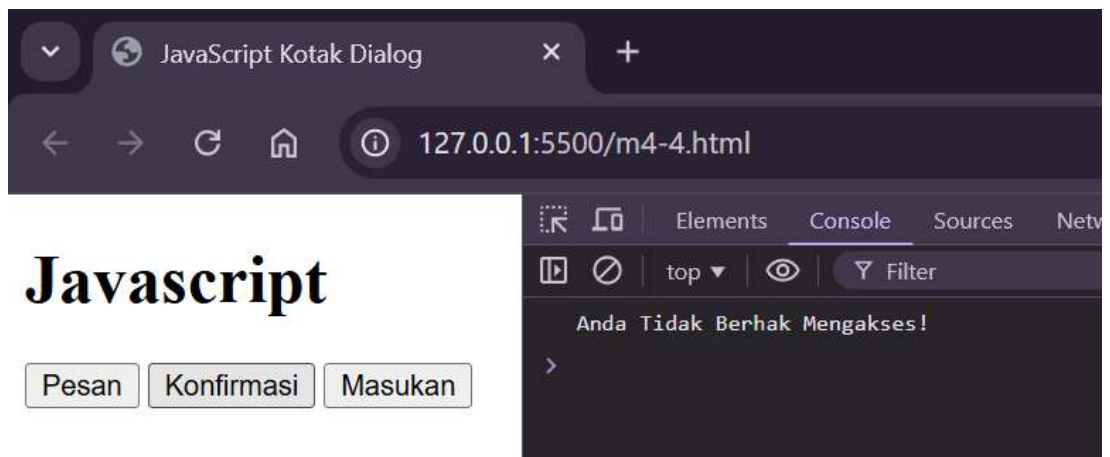 JavaScript Kotak Dialog
127.0.0.1:5500/m4-4.html
Elements Console Sources
top Filter
Javascript
Anda Tidak Berhak Mengakses!
Pesan Konfirmasi Masukan